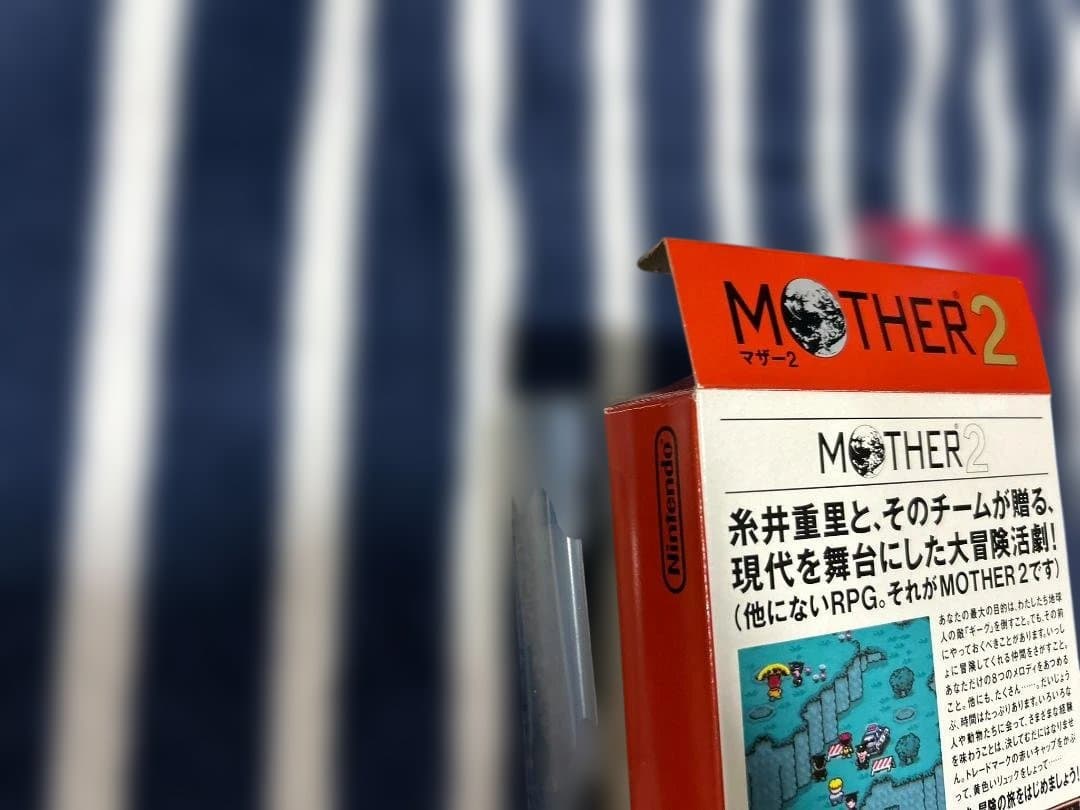 MOTHER® 2
マザー2
MOTHER® 2
Nintendo®
糸井重里と、そのチームが贈る、
現代を舞台にした大冒険活劇！
(他にないRPG。それがMOTHER 2です)
あなたの最大の目的は、わたしたち地球
人の敵「ギーグ」を倒すこと。でも、その前
にやっておくべきことがあります。いっし
ょに冒険してくれる仲間をさがすこと。
あなただけの8つのメロディをあつめる
こと。他にも、たくさん……。だいじょう
ぶ、時間はたっぷりあります。いろいろな
人や動物たちに会って、さまざまな経験
を味わうことは、決してむだにはなりませ
ん。トレードマークの赤いキャップをかぶ
って、黄色いリュックをしょって……
冒険の旅をはじめましょう！